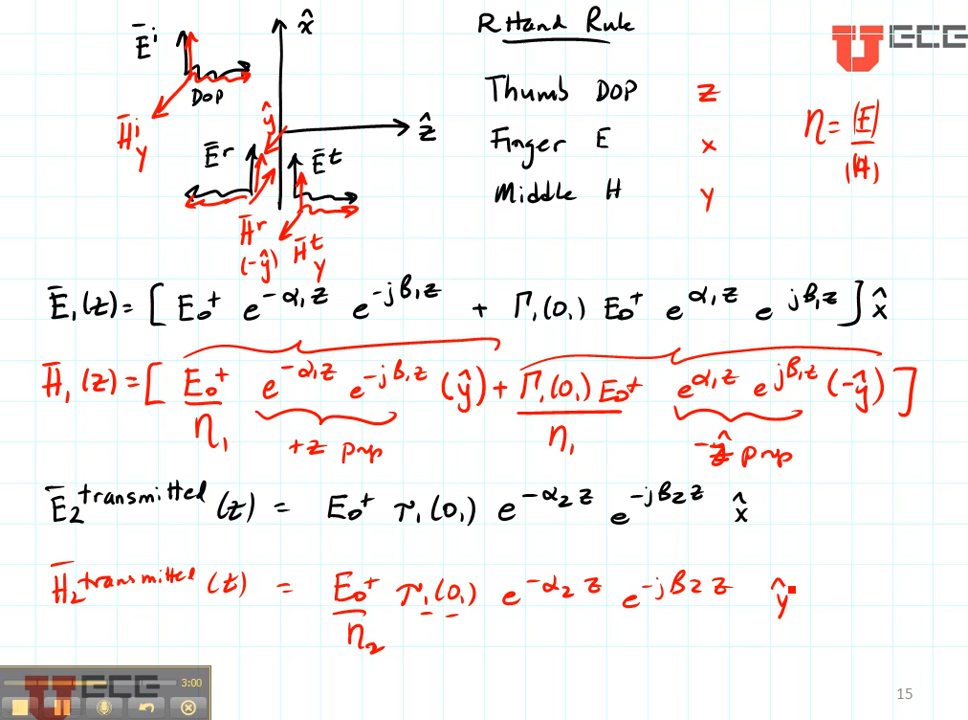 x̂
R Hand Rule
ECE
Ē^i
DOP
H̄^i y
ŷ
ẑ
Ē^r
Ē^t
H̄^r (-ŷ)
H̄^t y
Thumb DOP z
Finger E x
Middle H y
η = |E| / |H|
Ē₁(z) = [ E₀⁺ e^-α₁z e^-jβ₁z + Γ₁(0₁) E₀⁺ e^α₁z e^jβ₁z ] x̂
H̄₁(z) = [ E₀⁺/η₁ e^-α₁z e^-jβ₁z (ŷ) + Γ₁(0₁) E₀⁺/η₁ e^α₁z e^jβ₁z (-ŷ) ]
+z prop
-ẑ prop
Ē₂^transmitted (z) = E₀⁺ τ₁(0₁) e^-α₂z e^-jβ₂z x̂
H̄₂^transmitted (t) = E₀⁺/η₂ τ₁(0₁) e^-α₂z e^-jβ₂z ŷ
ECE
3:00
15